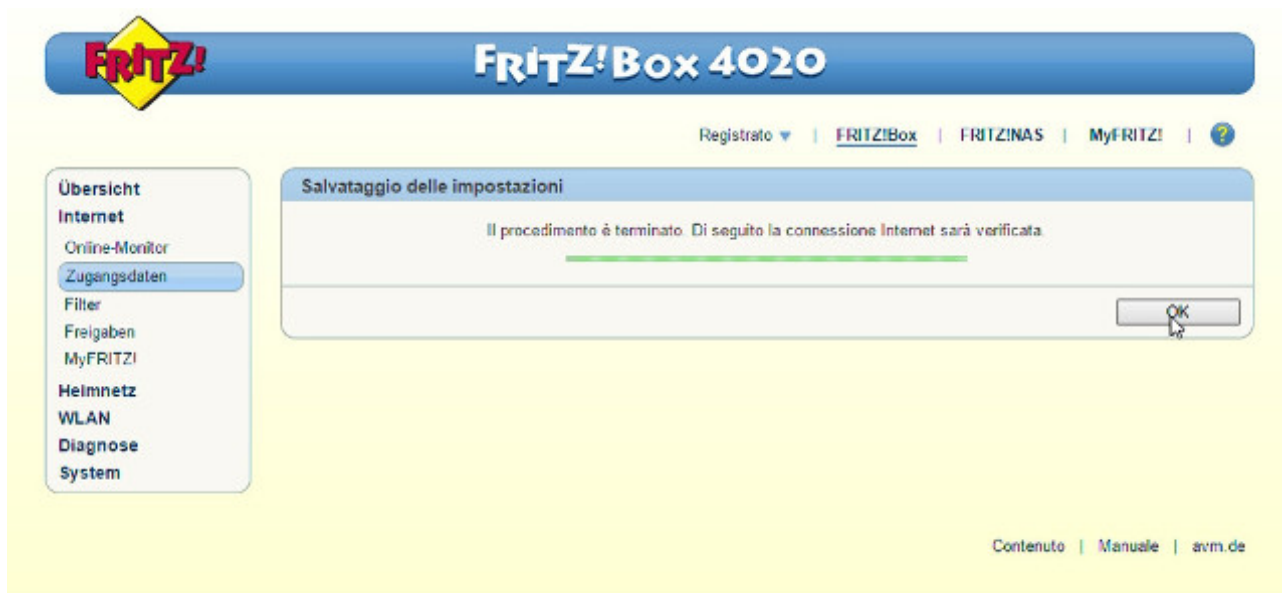 FRITZ!
FRITZ!Box 4020
Registrato | FRITZ!Box | FRITZ!NAS | MyFRITZ! | ?
Übersicht
Internet
Online-Monitor
Zugangsdaten
Filter
Freigaben
MyFRITZ!
Heimnetz
WLAN
Diagnose
System
Salvataggio delle impostazioni
Il procedimento è terminato. Di seguito la connessione Internet sarà verificata.
OK
Contenuto | Manuale | avm.de